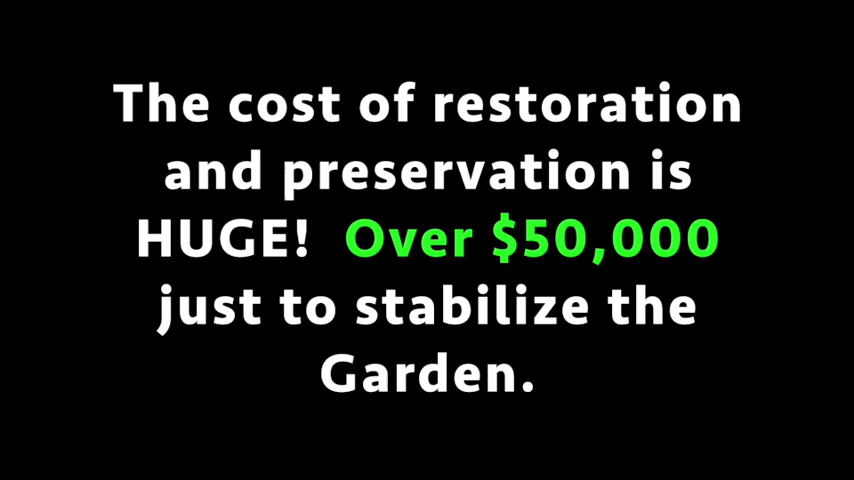 The cost of restoration
and preservation is
HUGE!  Over $50,000
just to stabilize the
Garden.